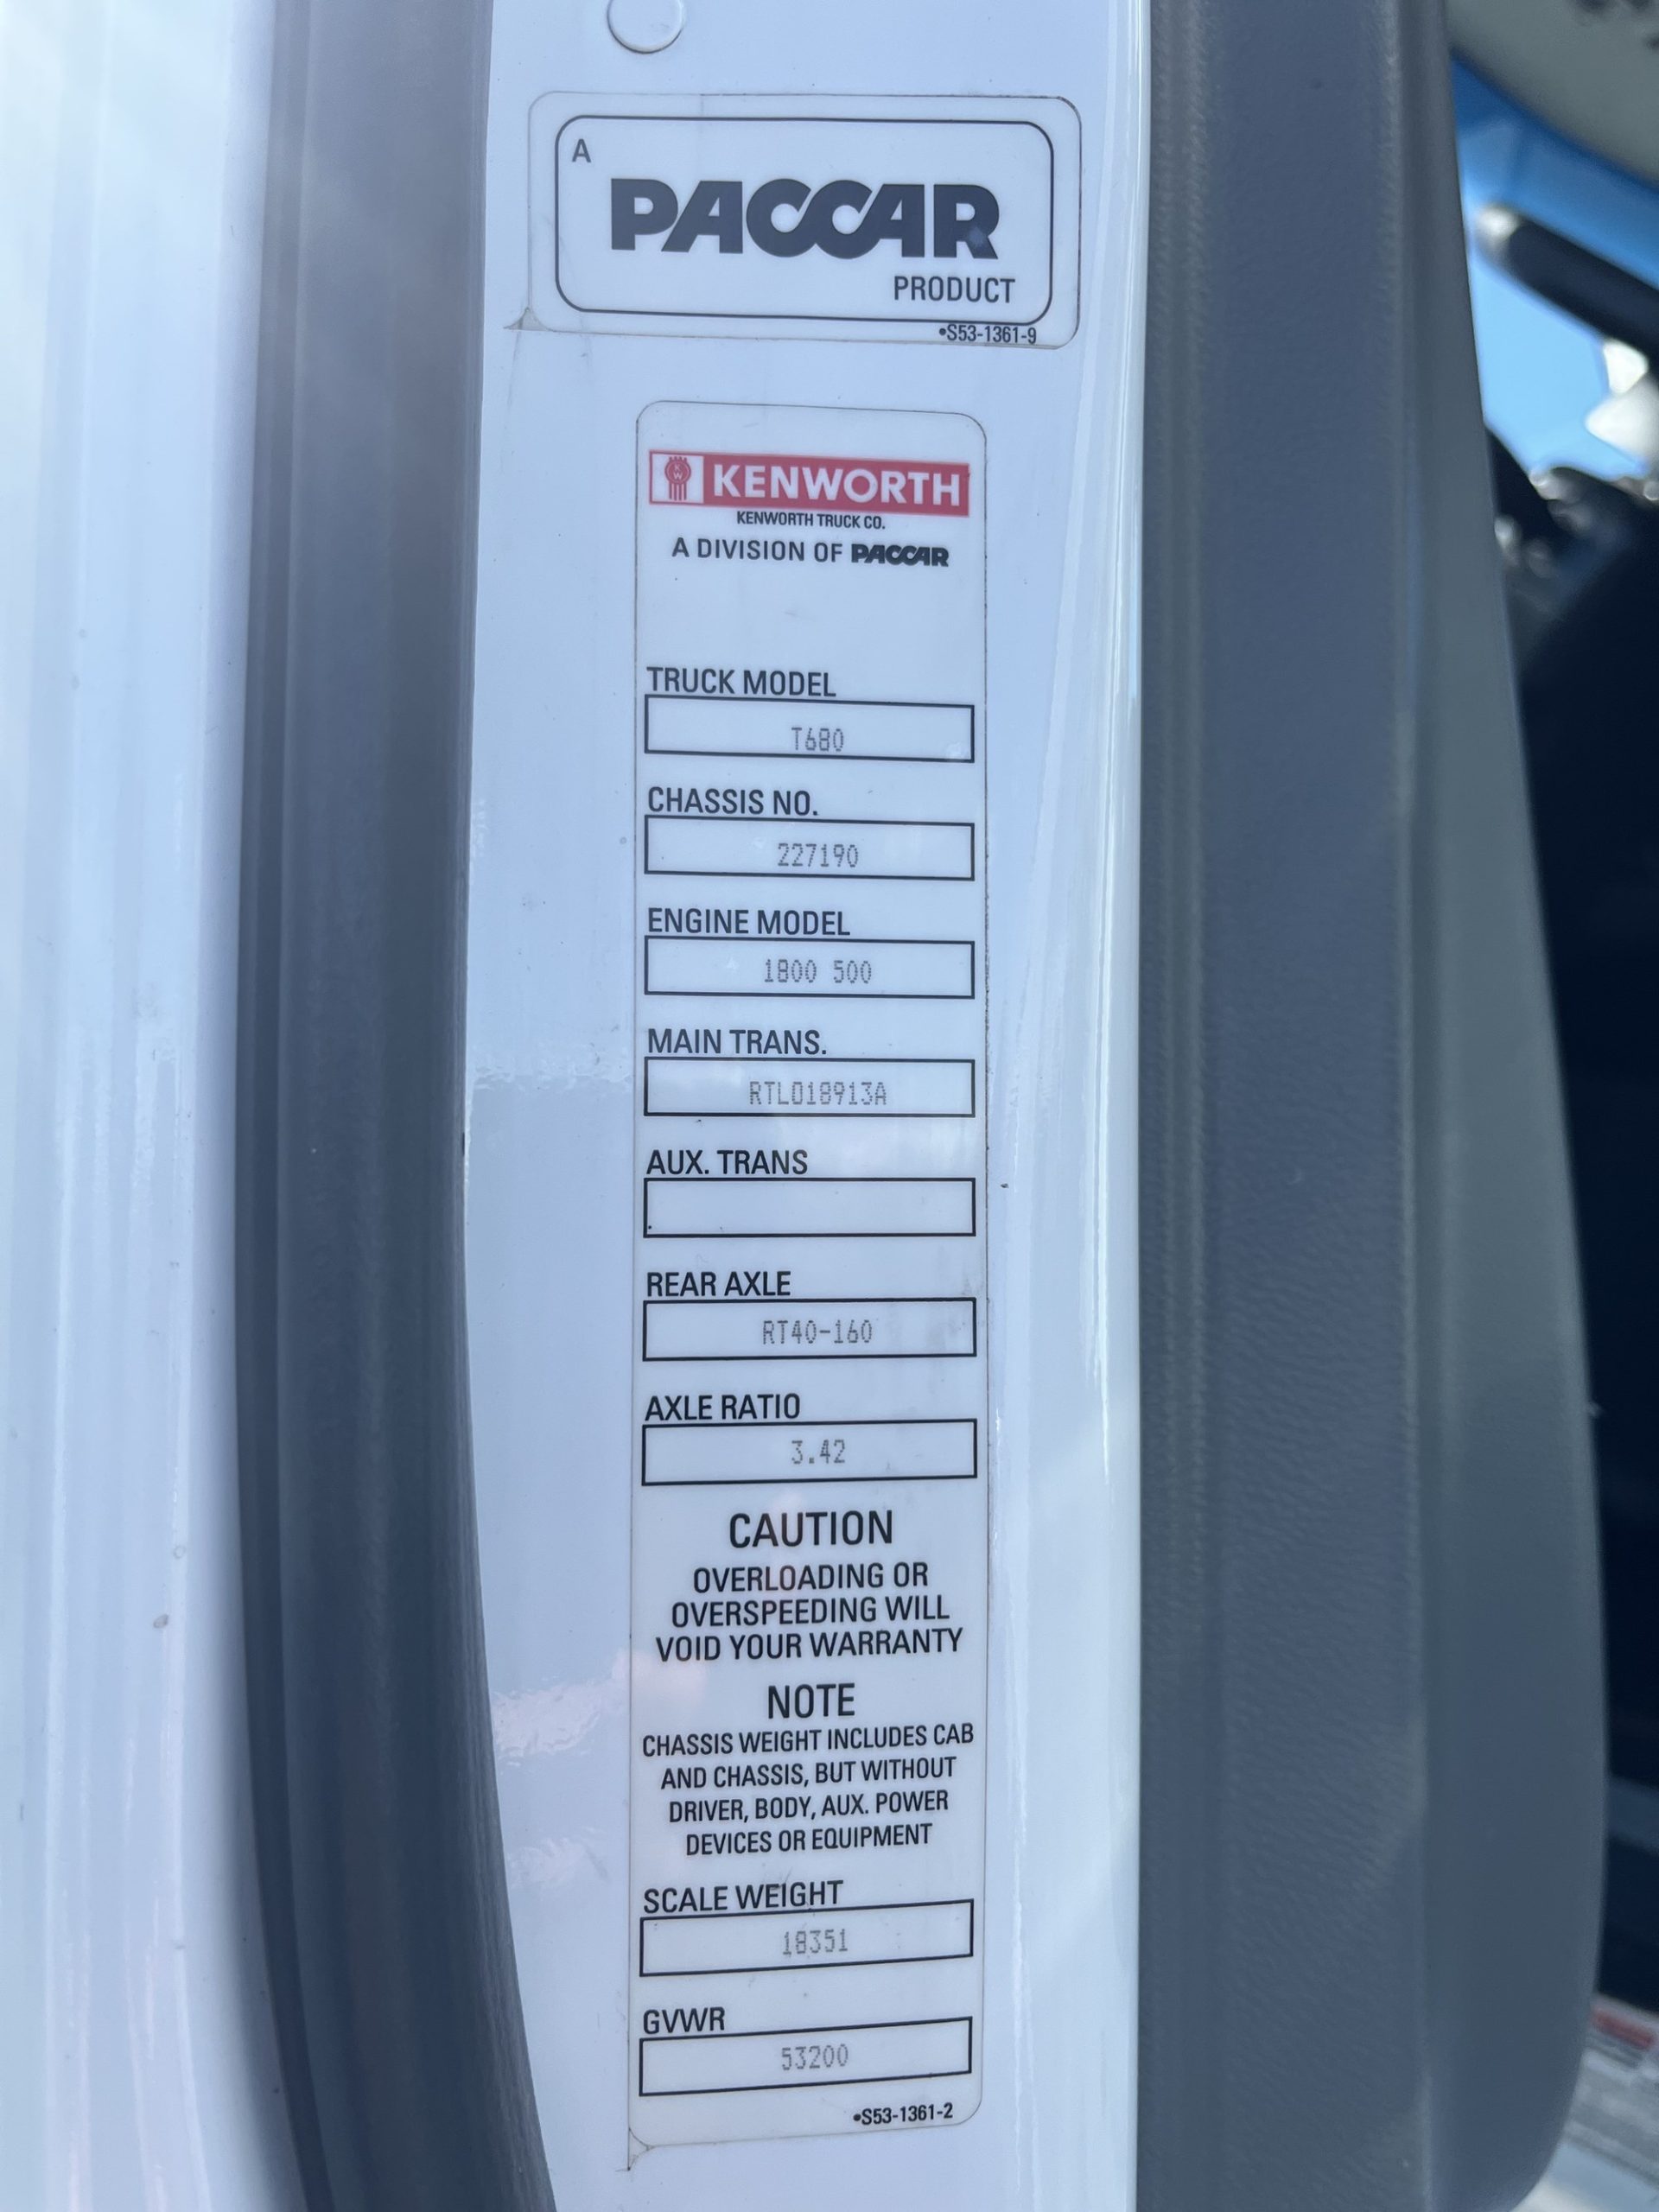 A
PACCAR
PRODUCT
•S53-1361-9
KW KENWORTH
KENWORTH TRUCK CO.
A DIVISION OF PACCAR
TRUCK MODEL
T680
CHASSIS NO.
227190
ENGINE MODEL
1800 500
MAIN TRANS.
RTLO18913A
AUX. TRANS
REAR AXLE
RT40-160
AXLE RATIO
3.42
CAUTION
OVERLOADING OR
OVERSPEEDING WILL
VOID YOUR WARRANTY
NOTE
CHASSIS WEIGHT INCLUDES CAB
AND CHASSIS, BUT WITHOUT
DRIVER, BODY, AUX. POWER
DEVICES OR EQUIPMENT
SCALE WEIGHT
18351
GVWR
53200
•S53-1361-2